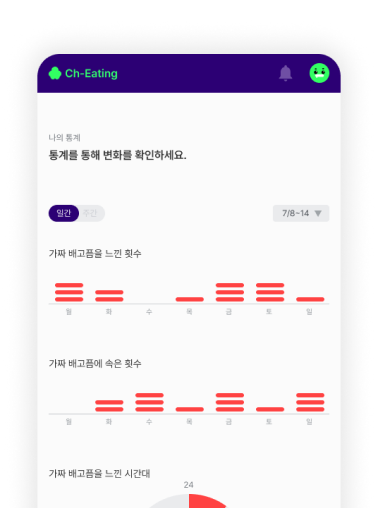 Ch-Eating
나의 통계
통계를 통해 변화를 확인하세요.
일간 주간
7/8-14 ▼
가짜 배고픔을 느낀 횟수
월 화 수 목 금 토 일
가짜 배고픔에 속은 횟수
월 화 수 목 금 토 일
가짜 배고픔을 느낀 시간대
24